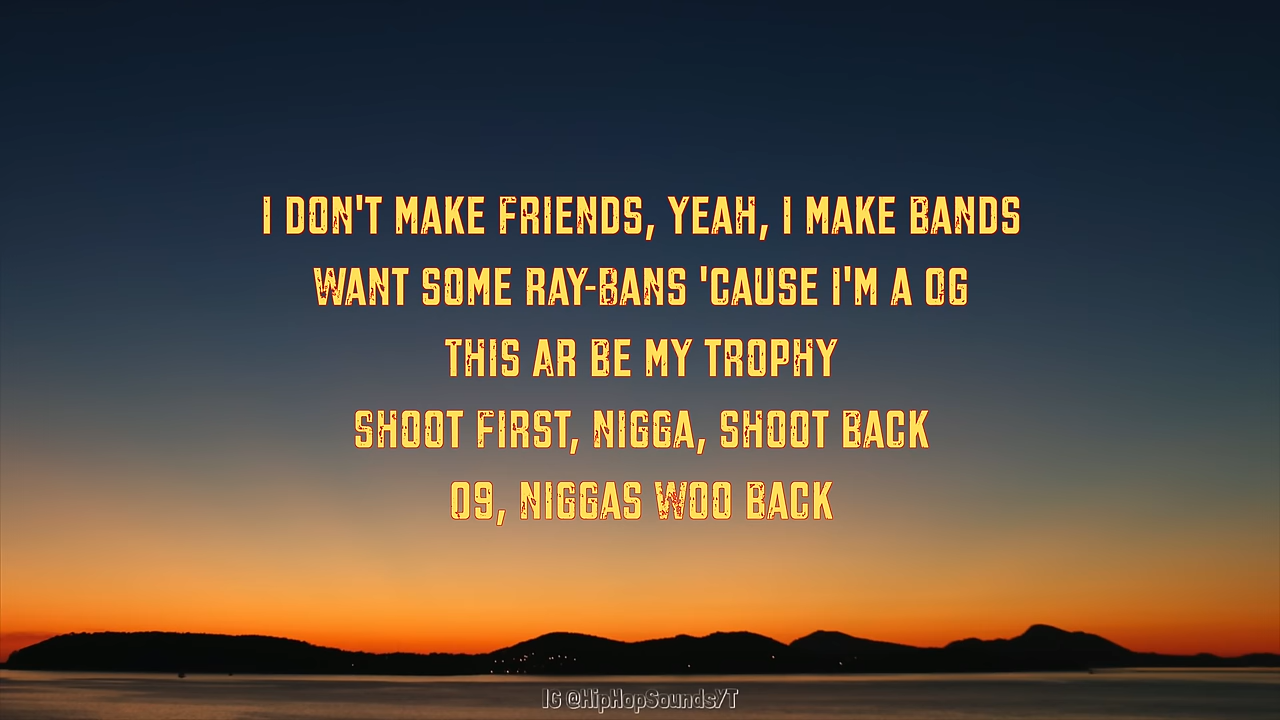 I DON'T MAKE FRIENDS, YEAH, I MAKE BANDS
WANT SOME RAY-BANS 'CAUSE I'M A OG
THIS AR BE MY TROPHY
SHOOT FIRST, NIGGA, SHOOT BACK
09, NIGGAS WOO BACK
IG @HipHopSoundsYT